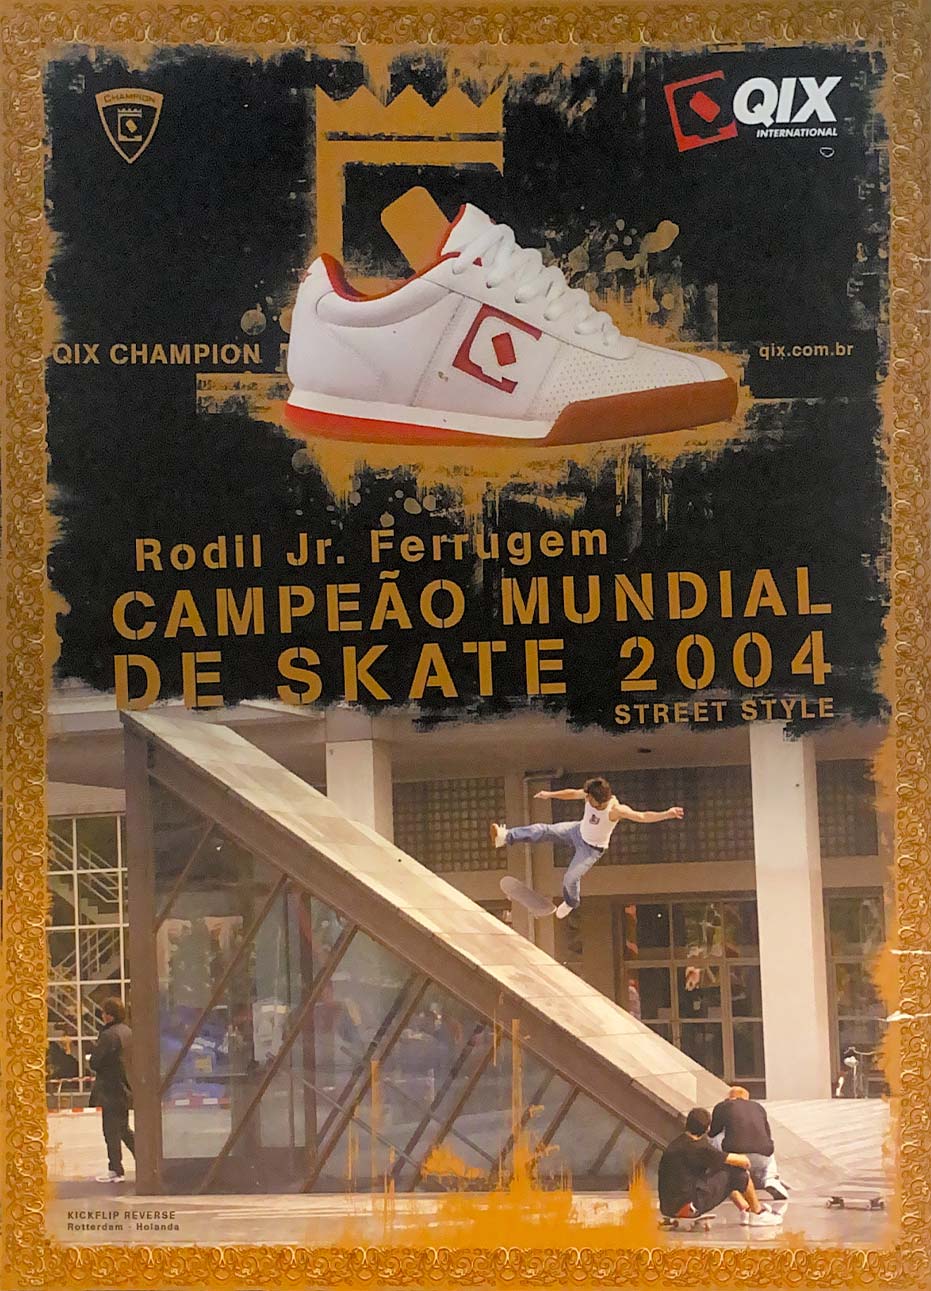 CHAMPION
QIX
INTERNATIONAL
QIX CHAMPION
qix.com.br
Rodil Jr. Ferrugem
CAMPEÃO MUNDIAL
DE SKATE 2004
STREET STYLE
KICKFLIP REVERSE
Rotterdam - Holanda